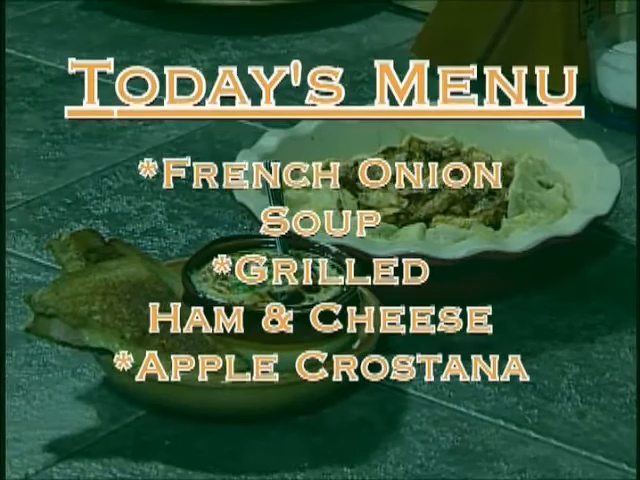 Today's Menu
*French Onion
Soup
*Grilled
Ham & Cheese
*Apple Crostana